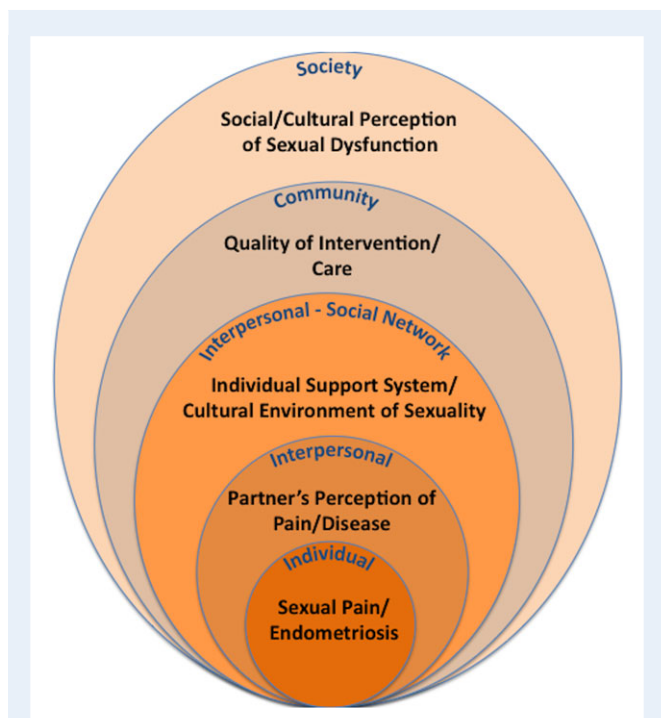 Society
Social/Cultural Perception
of Sexual Dysfunction
Community
Quality of Intervention/
Care
Interpersonal - Social Network
Individual Support System/
Cultural Environment of Sexuality
Interpersonal
Partner's Perception of
Pain/Disease
Individual
Sexual Pain/
Endometriosis